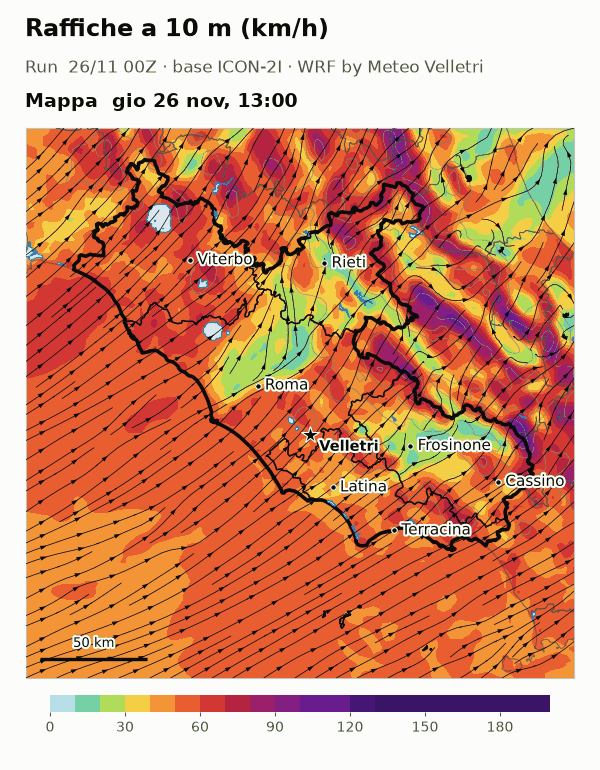 Raffiche a 10 m (km/h)
Run  26/11 00Z · base ICON-2I · WRF by Meteo Velletri
Mappa  gio 26 nov, 13:00
Viterbo
Rieti
Roma
Velletri
Frosinone
Latina
Cassino
Terracina
50 km
0 30 60 90 120 150 180